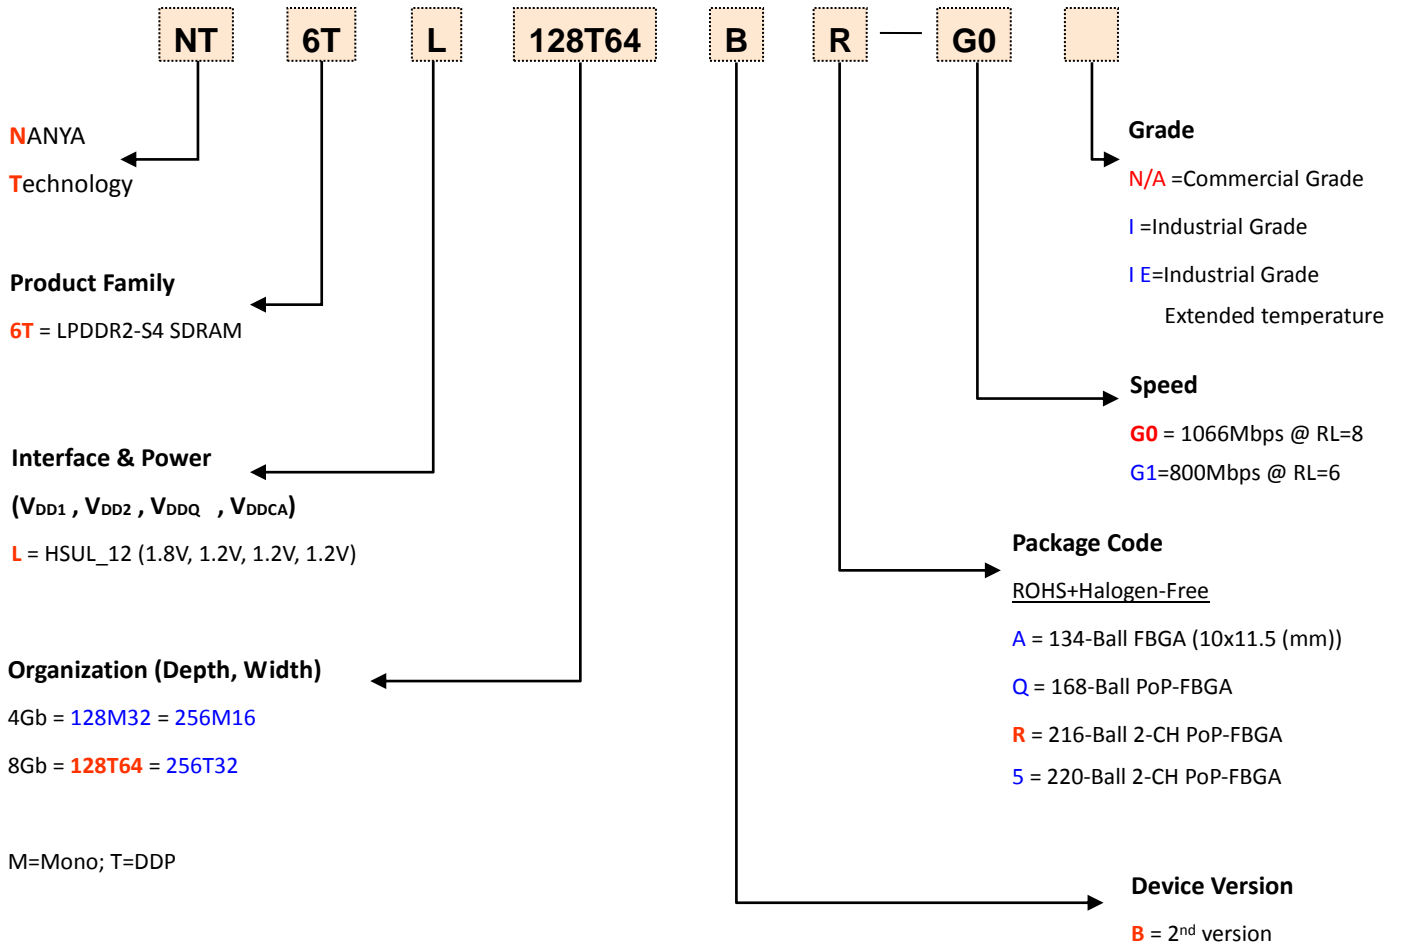 NT 6T L 128T64 B R — G0
NANYA
Technology
Product Family
6T = LPDDR2-S4 SDRAM
Interface & Power
(VDD1 , VDD2 , VDDQ , VDDCA)
L = HSUL_12 (1.8V, 1.2V, 1.2V, 1.2V)
Organization (Depth, Width)
4Gb = 128M32 = 256M16
8Gb = 128T64 = 256T32
M=Mono; T=DDP
Grade
N/A =Commercial Grade
I =Industrial Grade
I E=Industrial Grade
Extended temperature
Speed
G0 = 1066Mbps @ RL=8
G1=800Mbps @ RL=6
Package Code
ROHS+Halogen-Free
A = 134-Ball FBGA (10x11.5 (mm))
Q = 168-Ball PoP-FBGA
R = 216-Ball 2-CH PoP-FBGA
5 = 220-Ball 2-CH PoP-FBGA
Device Version
B = 2nd version